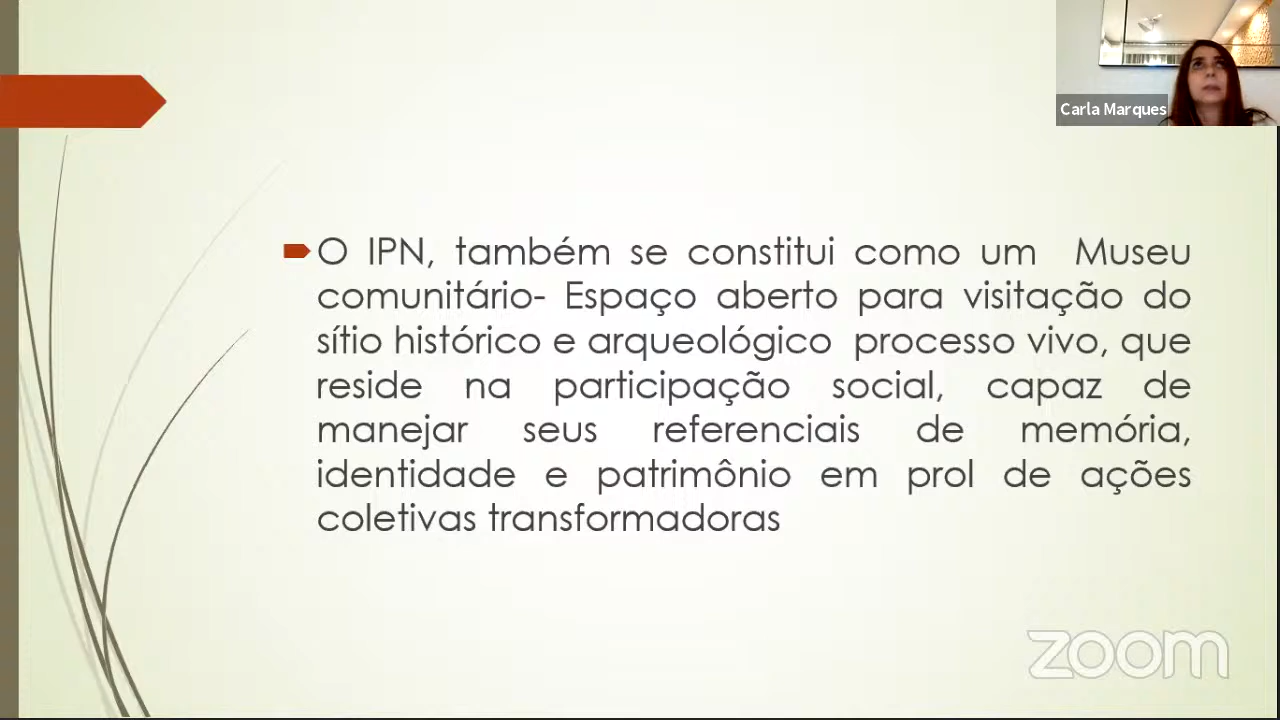 Carla Marques
O IPN, também se constitui como um Museu
comunitário- Espaço aberto para visitação do
sítio histórico e arqueológico processo vivo, que
reside na participação social, capaz de
manejar seus referenciais de memória,
identidade e patrimônio em prol de ações
coletivas transformadoras
zoom